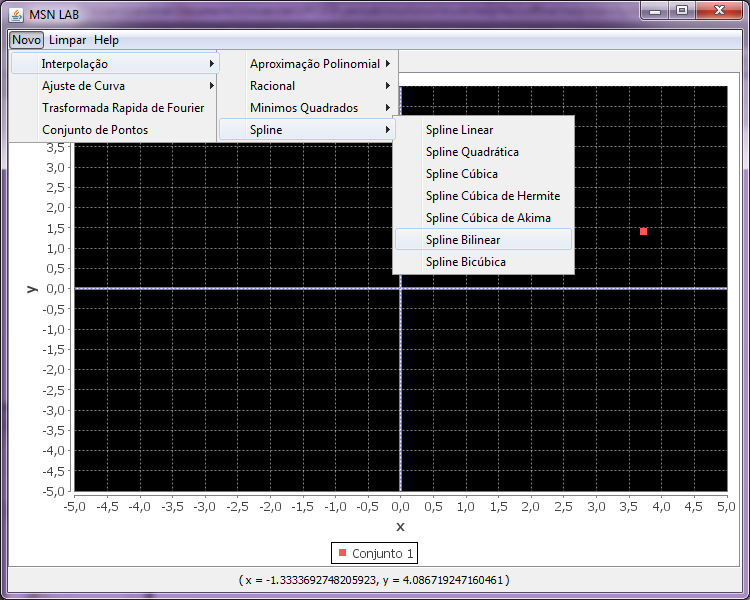 MSN LAB
Novo Limpar Help
Interpolação
Ajuste de Curva
Trasformada Rapida de Fourier
Conjunto de Pontos
Aproximação Polinomial
Racional
Minimos Quadrados
Spline
Spline Linear
Spline Quadrática
Spline Cúbica
Spline Cúbica de Hermite
Spline Cúbica de Akima
Spline Bilinear
Spline Bicúbica
3,5
3,0
2,5
2,0
1,5
1,0
0,5
0,0
-0,5
-1,0
-1,5
-2,0
-2,5
-3,0
-3,5
-4,0
-4,5
-5,0
y
-5,0 -4,5 -4,0 -3,5 -3,0 -2,5 -2,0 -1,5 -1,0 -0,5 0,0 0,5 1,0 1,5 2,0 2,5 3,0 3,5 4,0 4,5 5,0
x
Conjunto 1
( x = -1.3333692748205923, y = 4.086719247160461 )